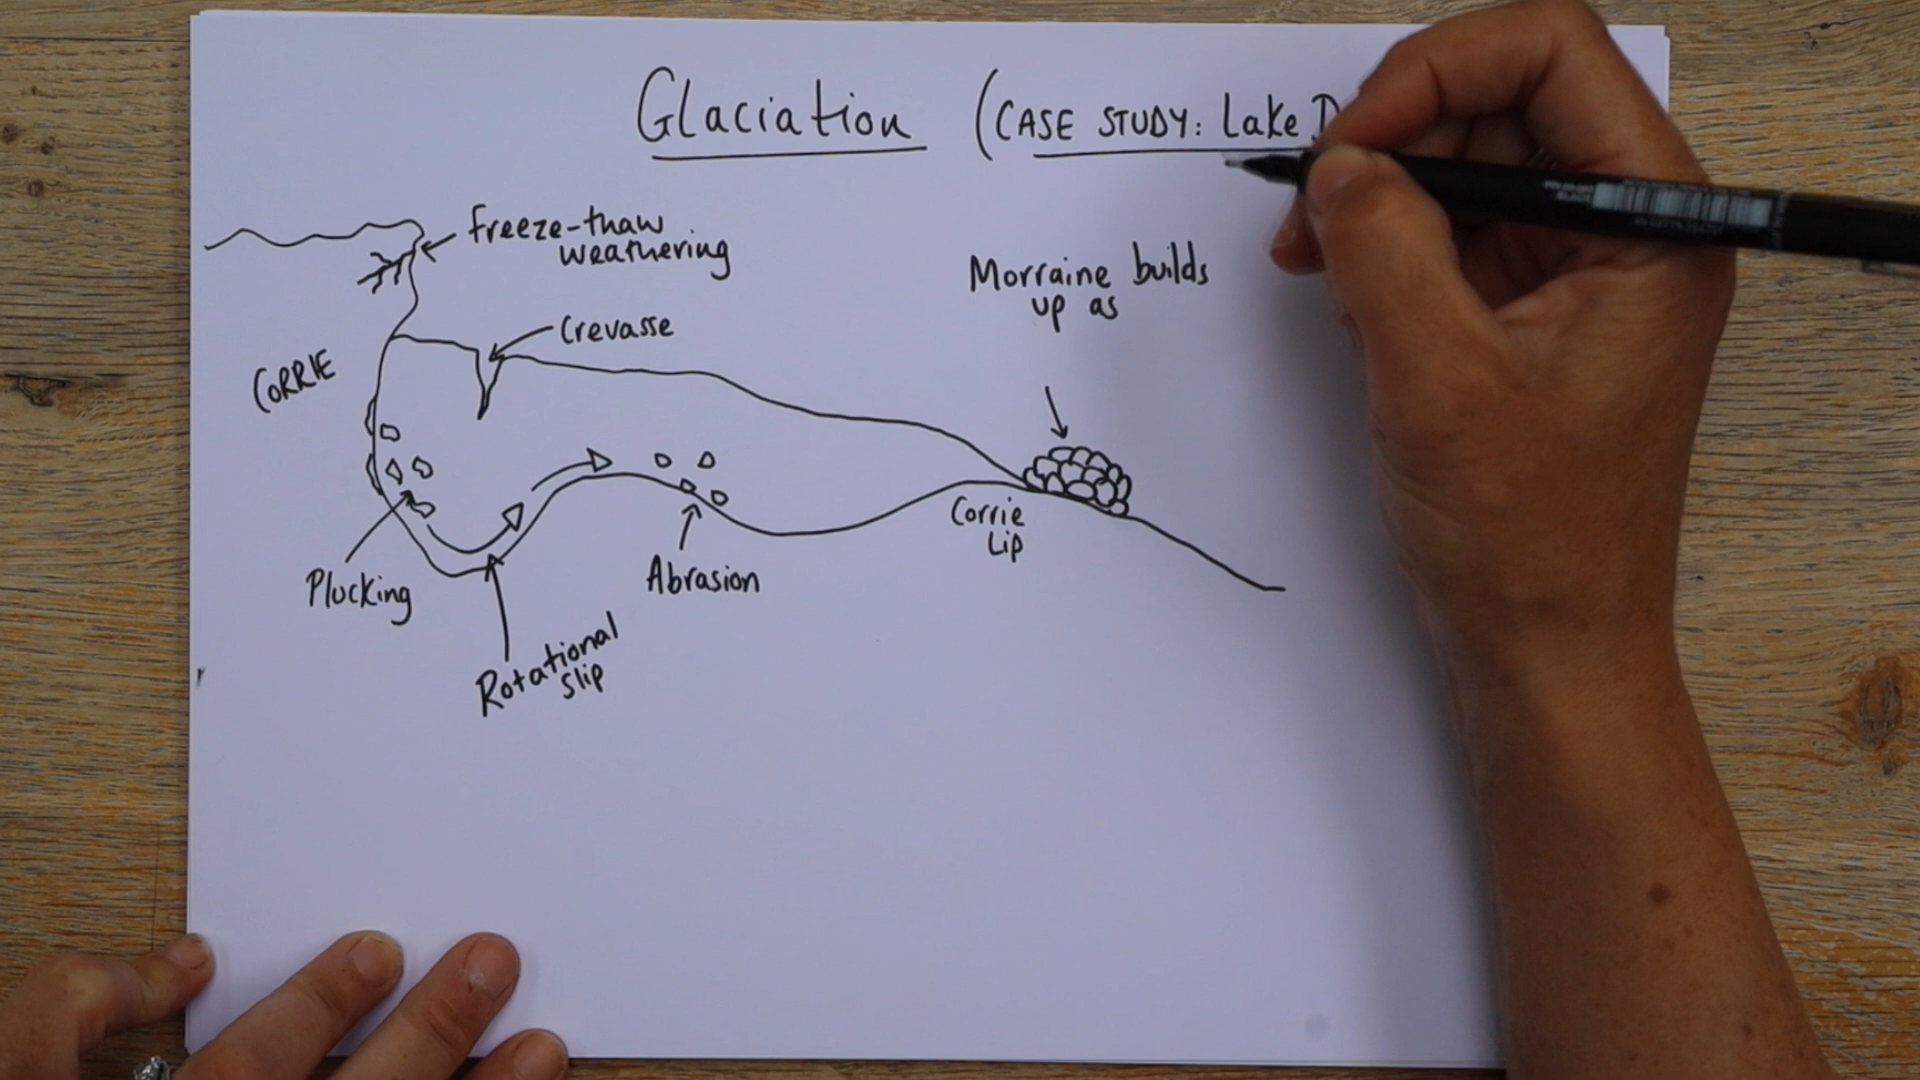 Glaciation (CASE STUDY: Lake D
freeze-thaw
weathering
Morraine builds
up as
Crevasse
CORRIE
Corrie
Lip
Plucking
Abrasion
Rotational
slip